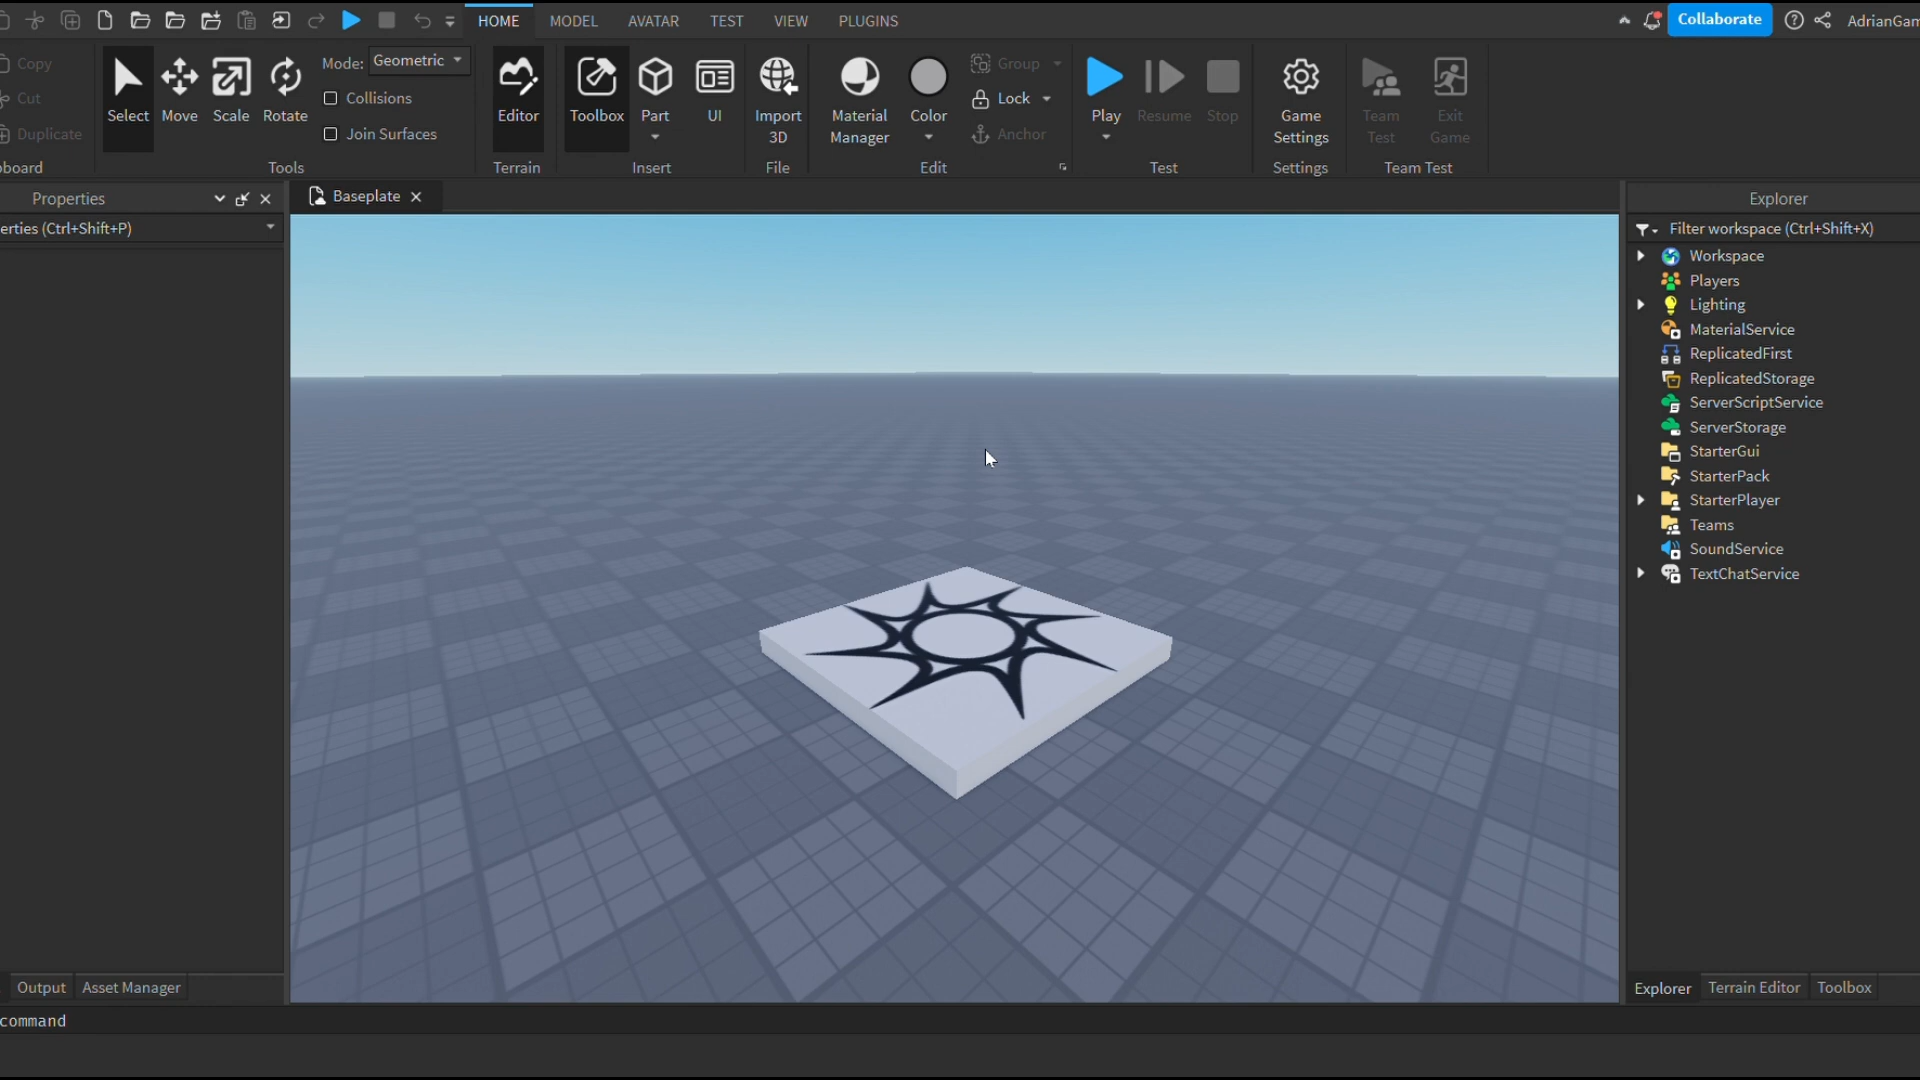 HOME MODEL AVATAR TEST VIEW PLUGINS Collaborate AdrianGam
Copy
Cut
Duplicate
board
Select Move Scale Rotate
Mode: Geometric
Collisions
Join Surfaces
Tools
Editor
Terrain
Toolbox Part UI
Insert
Import
3D
File
Material
Manager
Color
Group
Lock
Anchor
Edit
Play Resume Stop
Test
Game
Settings
Settings
Team
Test
Exit
Game
Team Test
Properties
erties (Ctrl+Shift+P)
Baseplate
Explorer
Filter workspace (Ctrl+Shift+X)
Workspace
Players
Lighting
MaterialService
ReplicatedFirst
ReplicatedStorage
ServerScriptService
ServerStorage
StarterGui
StarterPack
StarterPlayer
Teams
SoundService
TextChatService
Output Asset Manager
Explorer Terrain Editor Toolbox
command